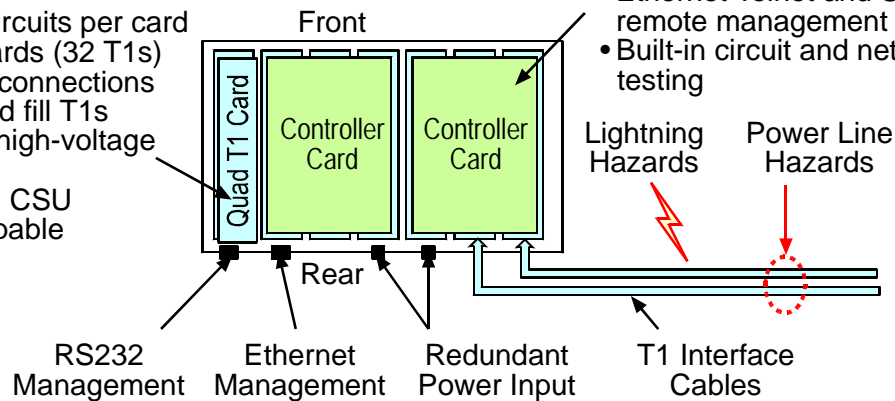 rcuits per card
ards (32 T1s)
connections
d fill T1s
high-voltage
CSU
pable
Front
remote management
• Built-in circuit and net
testing
Quad T1 Card
Controller
Card
Controller
Card
Lightning
Hazards
Power Line
Hazards
Rear
RS232
Management
Ethernet
Management
Redundant
Power Input
T1 Interface
Cables